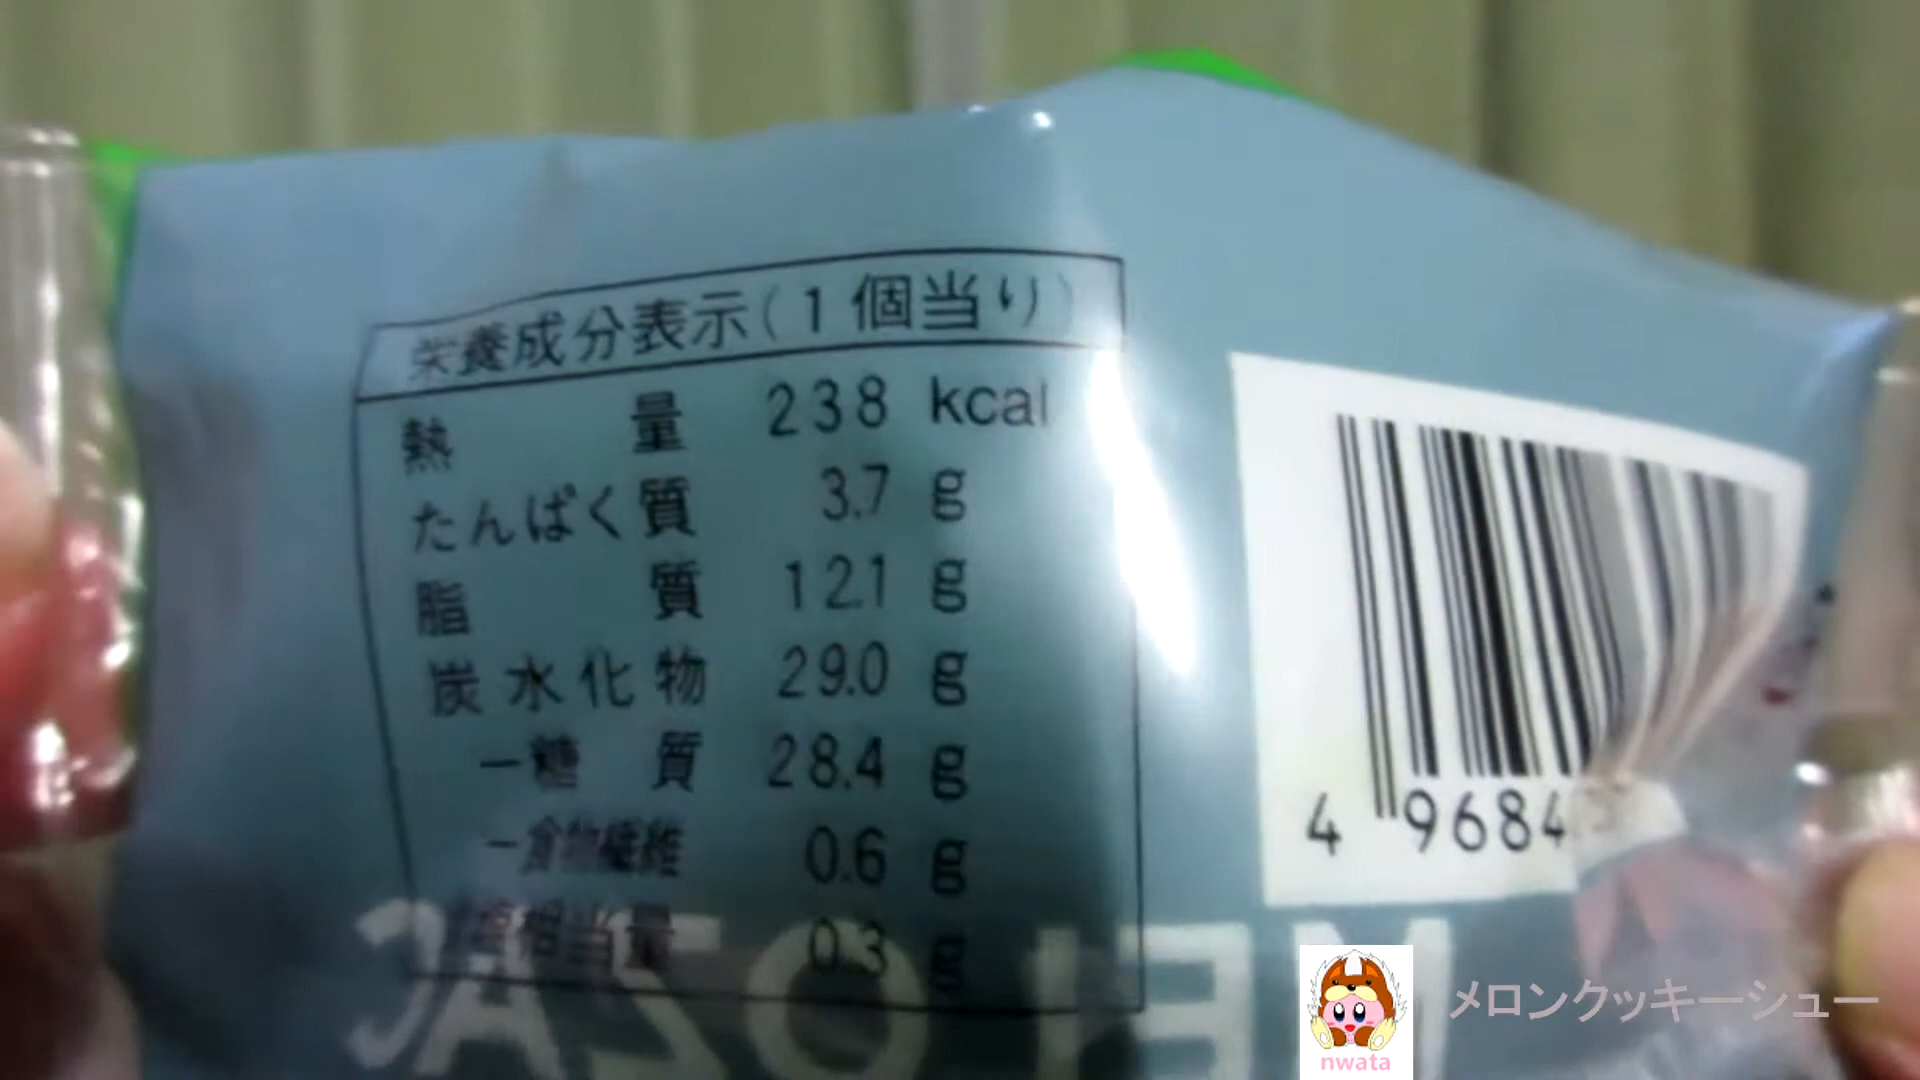 栄養成分表示(1個当り)
熱量 238 kcal
たんぱく質 3.7 g
脂質 12.1 g
炭水化物 29.0 g
―糖質 28.4 g
―食物繊維 0.6 g
食塩相当量 0.3 g
4 9684
メロンクッキーシュー
nwata